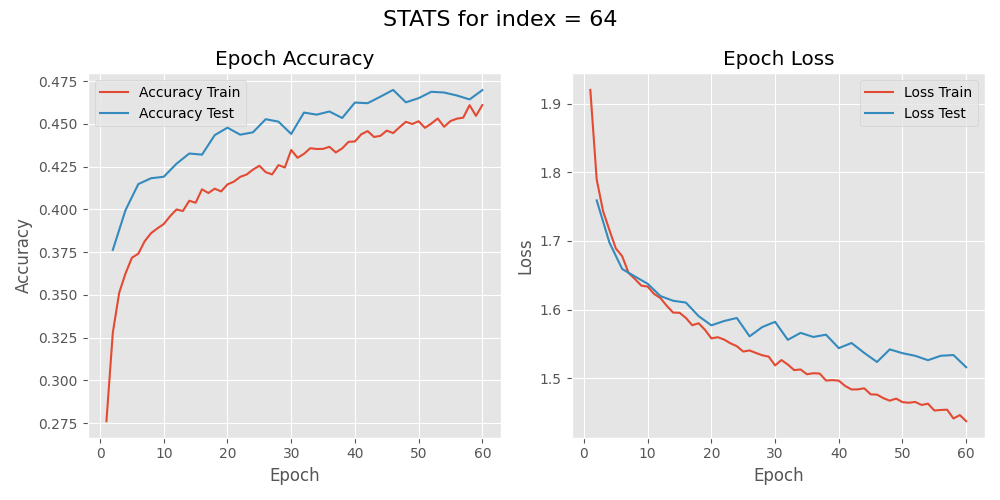 STATS for index = 64
Epoch Accuracy
Accuracy Train
Accuracy Test
0.475
0.450
0.425
0.400
0.375
0.350
0.325
0.300
0.275
Accuracy
0 10 20 30 40 50 60
Epoch
Epoch Loss
Loss Train
Loss Test
1.9
1.8
1.7
1.6
1.5
Loss
0 10 20 30 40 50 60
Epoch